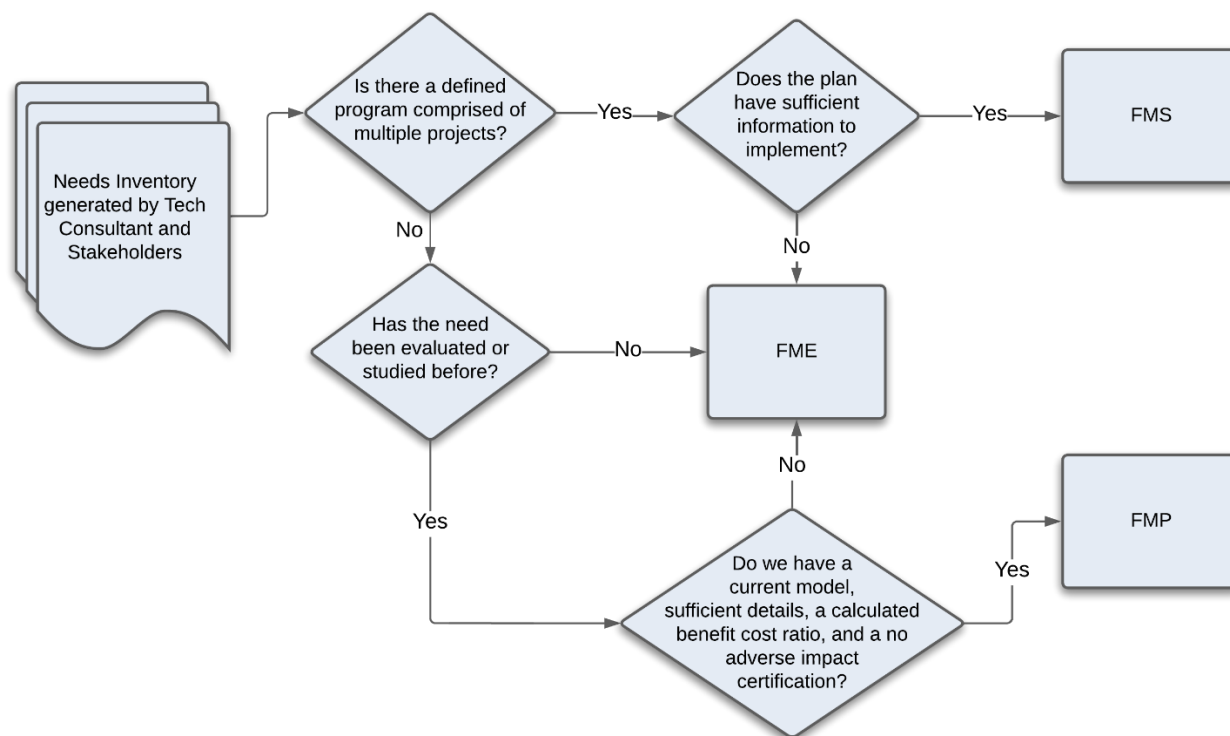 Needs Inventory
generated by Tech
Consultant and
Stakeholders
Is there a defined
program comprised of
multiple projects?
Yes
Does the plan
have sufficient
information to
implement?
Yes
FMS
No
No
Has the need
been evaluated or
studied before?
No
FME
Yes
No
Do we have a
current model,
sufficient details, a calculated
benefit cost ratio, and a no
adverse impact
certification?
Yes
FMP